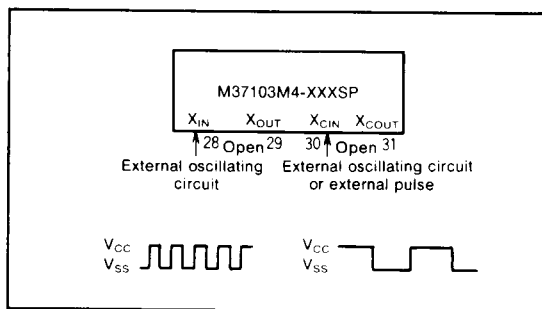 M37103M4-XXXSP
XIN XOUT XCIN XCOUT
28 Open 29 30 Open 31
External oscillating circuit
External oscillating circuit or external pulse
VCC VCC
VSS VSS